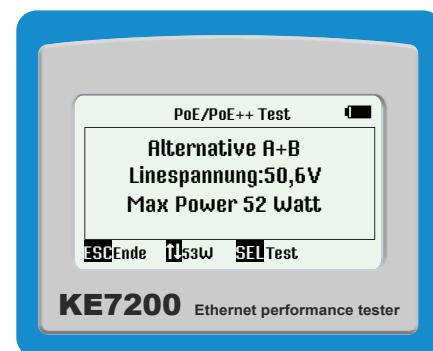 PoE/PoE++ Test
Alternative A+B
Linespannung:50,6V
Max Power 52 Watt
ESC Ende ↑↓53W SEL Test
KE7200 Ethernet performance tester